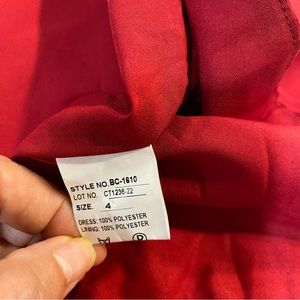 STYLE NO. BC-1610
LOT NO. CT1236-22
SIZE. 4
DRESS: 100% POLYESTER
LINING: 100% POLYESTER